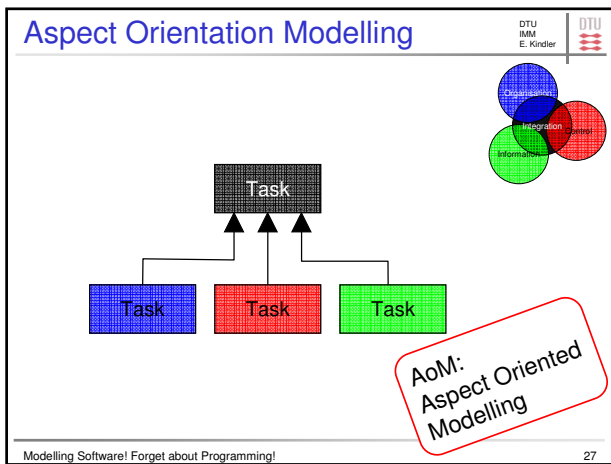 Aspect Orientation Modelling
DTU
IMM
E. Kindler
DTU
Organisation
Integration
Control
Information
Task
Task
Task
Task
AoM:
Aspect Oriented
Modelling
Modelling Software! Forget about Programming!
27